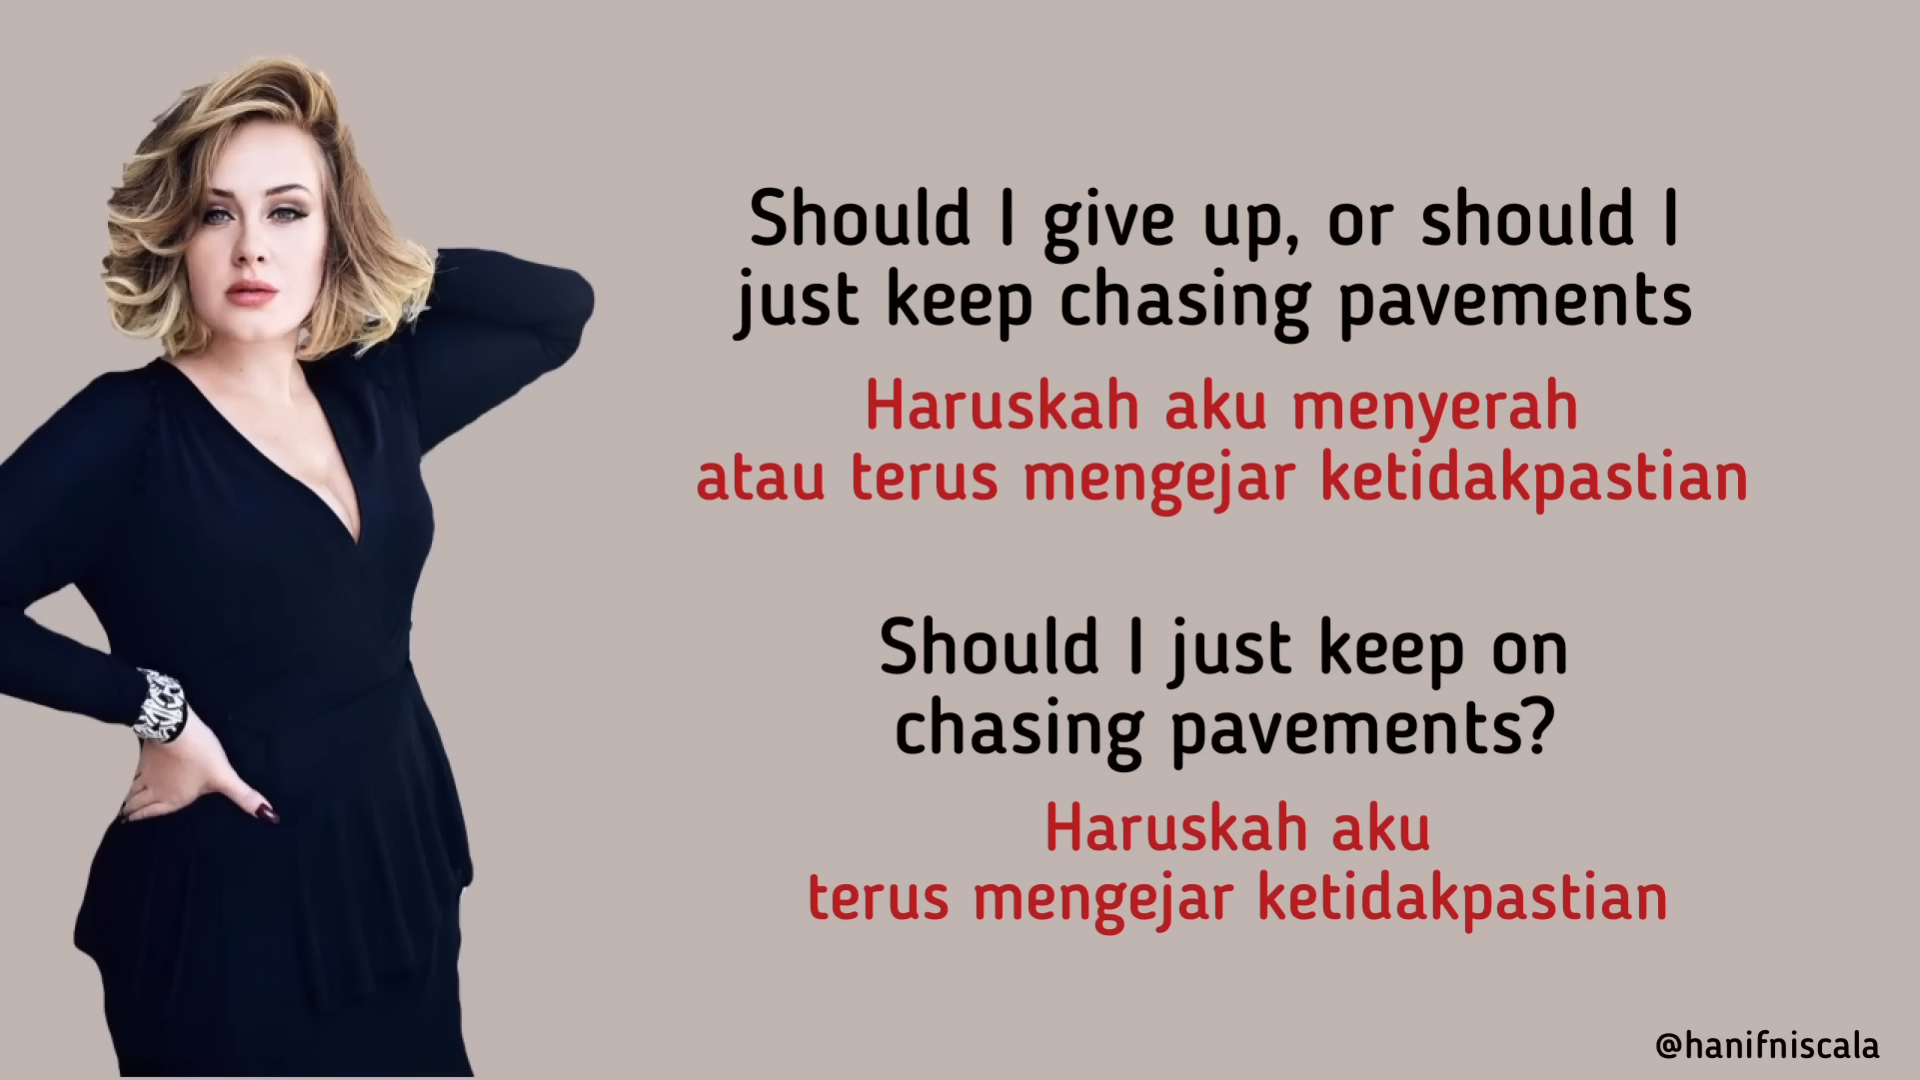 Should I give up, or should I
just keep chasing pavements
Haruskah aku menyerah
atau terus mengejar ketidakpastian
Should I just keep on
chasing pavements?
Haruskah aku
terus mengejar ketidakpastian
@hanifniscala